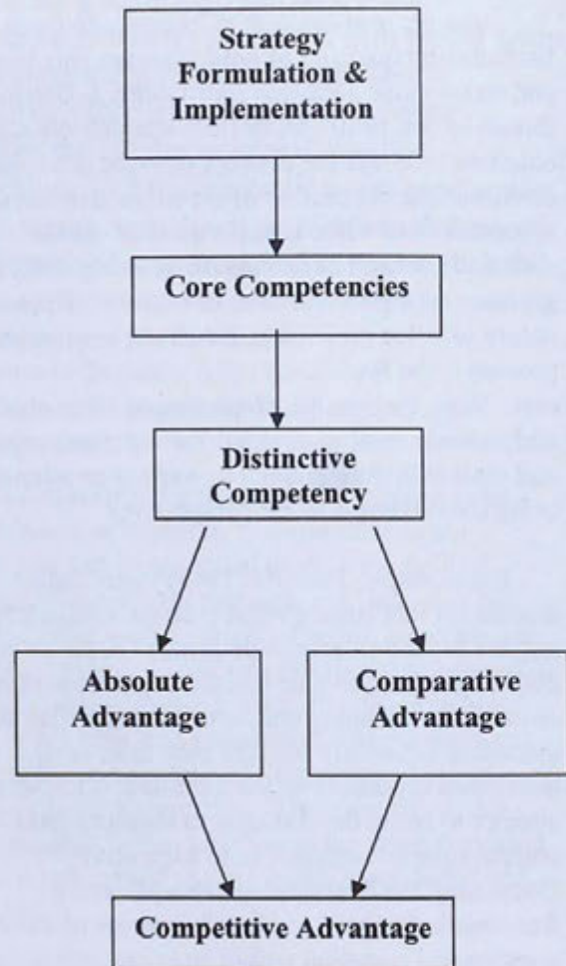 Strategy
Formulation &
Implementation
Core Competencies
Distinctive
Competency
Absolute
Advantage
Comparative
Advantage
Competitive Advantage